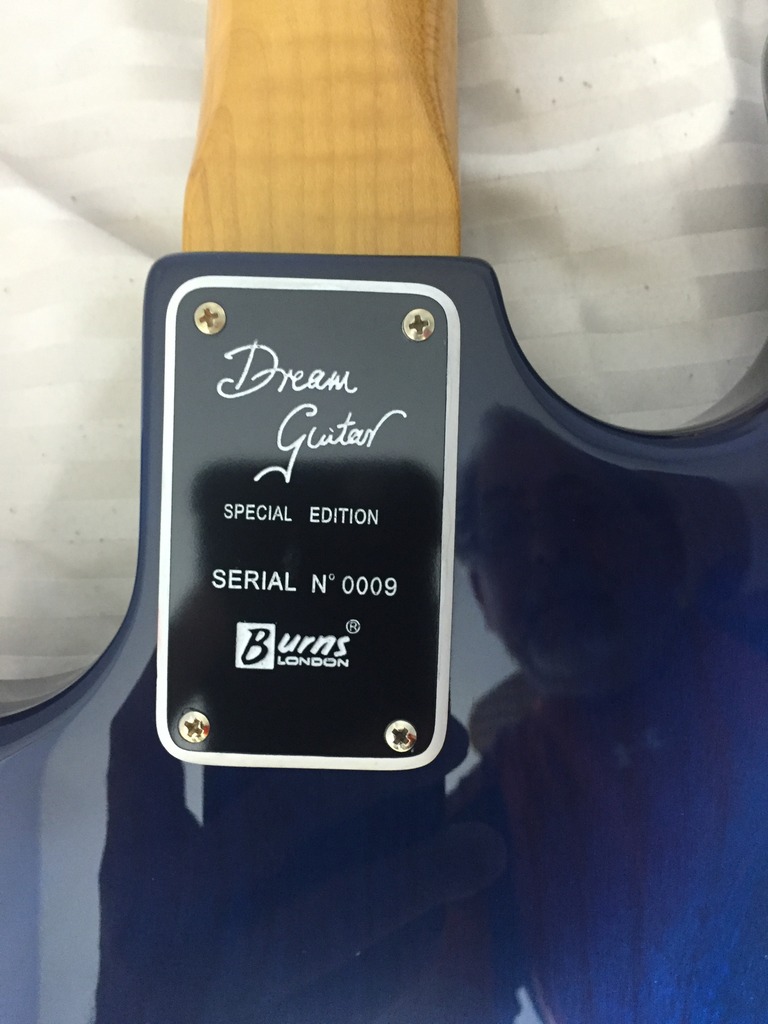 Dream
Guitar
SPECIAL EDITION
SERIAL N° 0009
Burns®
LONDON